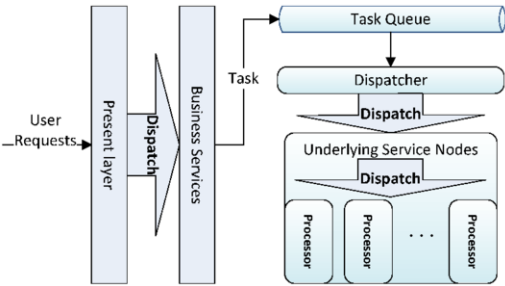 User
Requests
Present layer
Dispatch
Business Services
Task
Task Queue
Dispatcher
Dispatch
Underlying Service Nodes
Dispatch
Processor
Processor
...
Processor